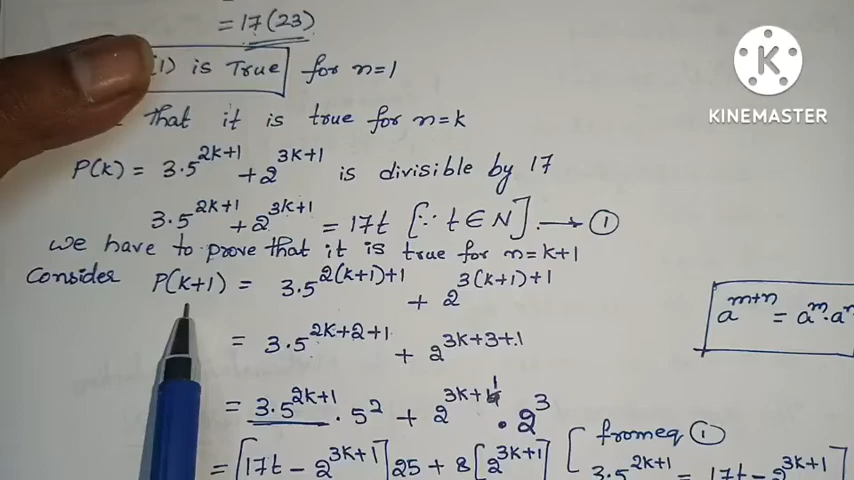 = 17(23)
(1) is True for n=1
that it is true for n=k
P(k) = 3·5^{2k+1} + 2^{3k+1} is divisible by 17
3·5^{2k+1} + 2^{3k+1} = 17t [∵ t ∈ N]. → ①
we have to prove that it is true for n=k+1
Consider P(k+1) = 3·5^{2(k+1)+1} + 2^{3(k+1)+1}
= 3·5^{2k+2+1} + 2^{3k+3+1}
= 3·5^{2k+1} · 5^2 + 2^{3k+1} · 2^3
= [17t − 2^{3k+1}] 25 + 8 [2^{3k+1}]
[from eq ①
3·5^{2k+1} = 17t − 2^{3k+1}]
a^{m+n} = a^m · a^n
KINEMASTER